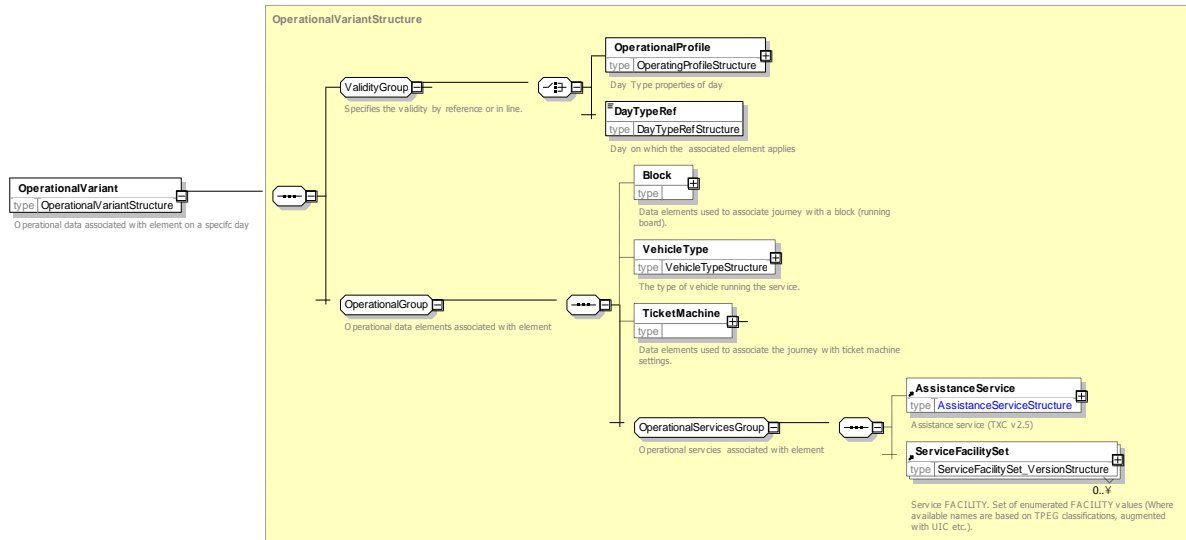 OperationalVariantStructure
OperationalVariant
type OperationalVariantStructure
Operational data associated with element on a specifc day
ValidityGroup
Specifies the validity by reference or in line.
OperationalProfile
type OperatingProfileStructure
Day Type properties of day
DayTypeRef
type DayTypeRefStructure
Day on which the associated element applies
OperationalGroup
Operational data elements associated with element
Block
type
Data elements used to associate journey with a block (running
board).
VehicleType
type VehicleTypeStructure
The type of vehicle running the service.
TicketMachine
type
Data elements used to associate the journey with ticket machine
settings.
OperationalServicesGroup
Operational servcies associated with element
AssistanceService
type AssistanceServiceStructure
Assistance service (TXC v2.5)
ServiceFacilitySet
type ServiceFacilitySet_VersionStructure
0..¥
Service FACILITY. Set of enumerated FACILITY values (Where
available names are based on TPEG classifications, augmented
with UIC etc.).